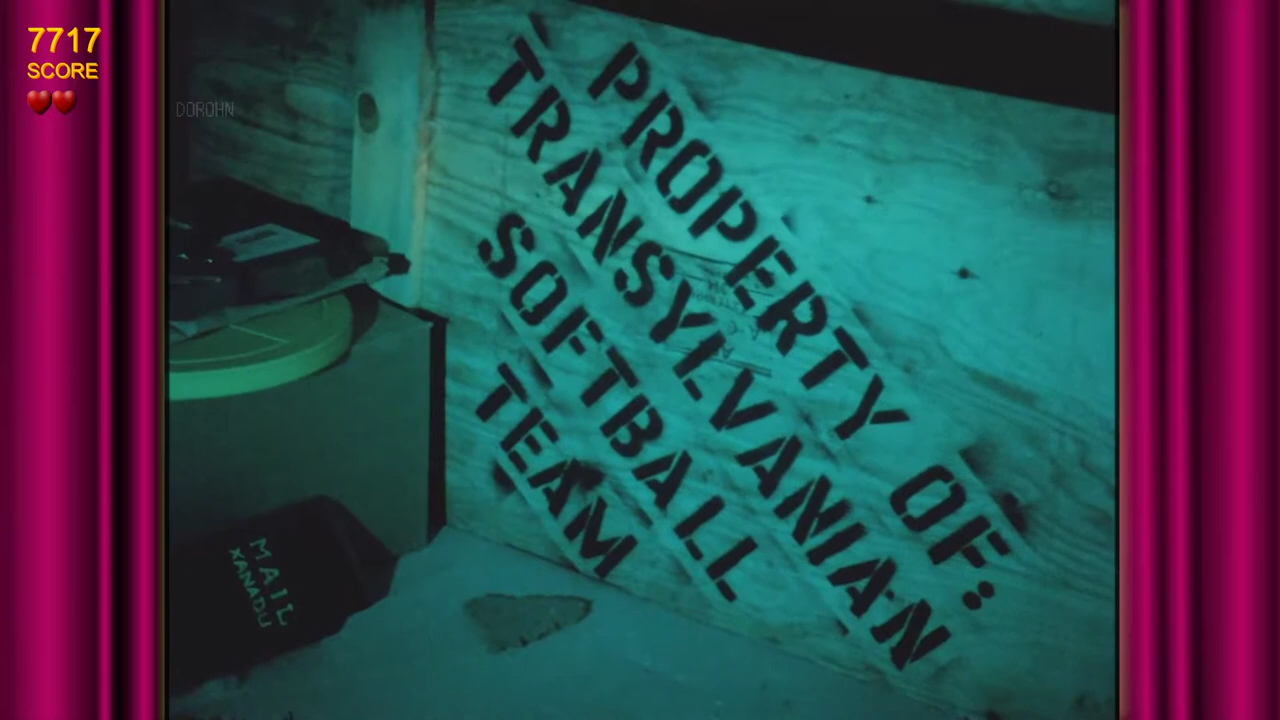 7717
SCORE
DOROHN
PROPERTY OF:
TRANSYLVANIAN
SOFTBALL
TEAM
MAIL
XANADU